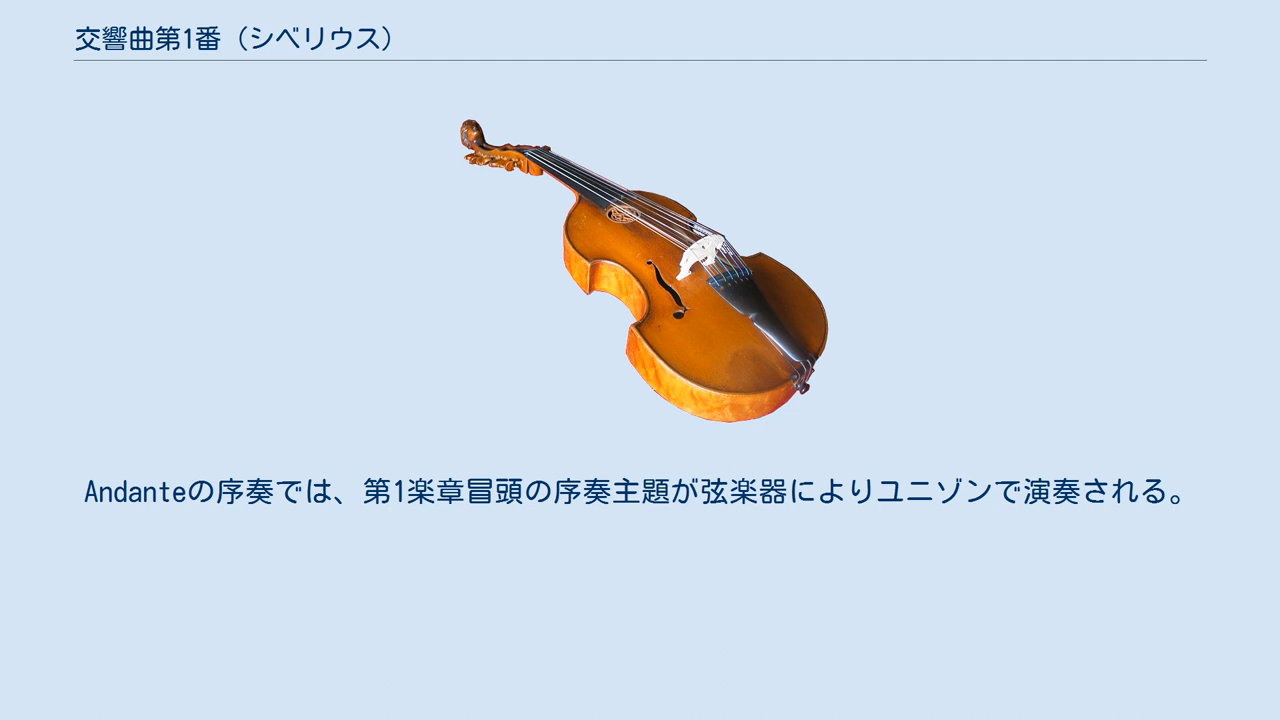 交響曲第1番（シベリウス）
Andanteの序奏では、第1楽章冒頭の序奏主題が弦楽器によりユニゾンで演奏される。